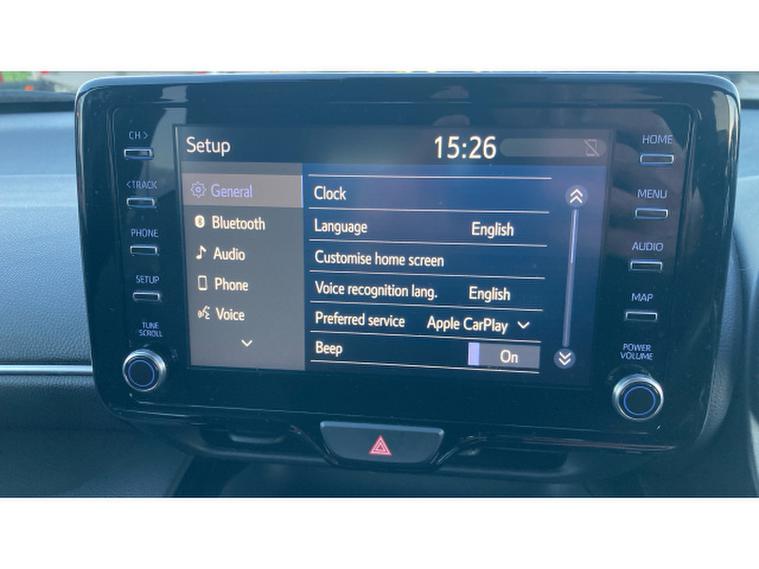 Setup 15:26
General
Bluetooth
Audio
Phone
Voice
Clock
Language English
Customise home screen
Voice recognition lang. English
Preferred service Apple CarPlay
Beep On
CH >
< TRACK
PHONE
SETUP
TUNE
SCROLL
HOME
MENU
AUDIO
MAP
POWER
VOLUME